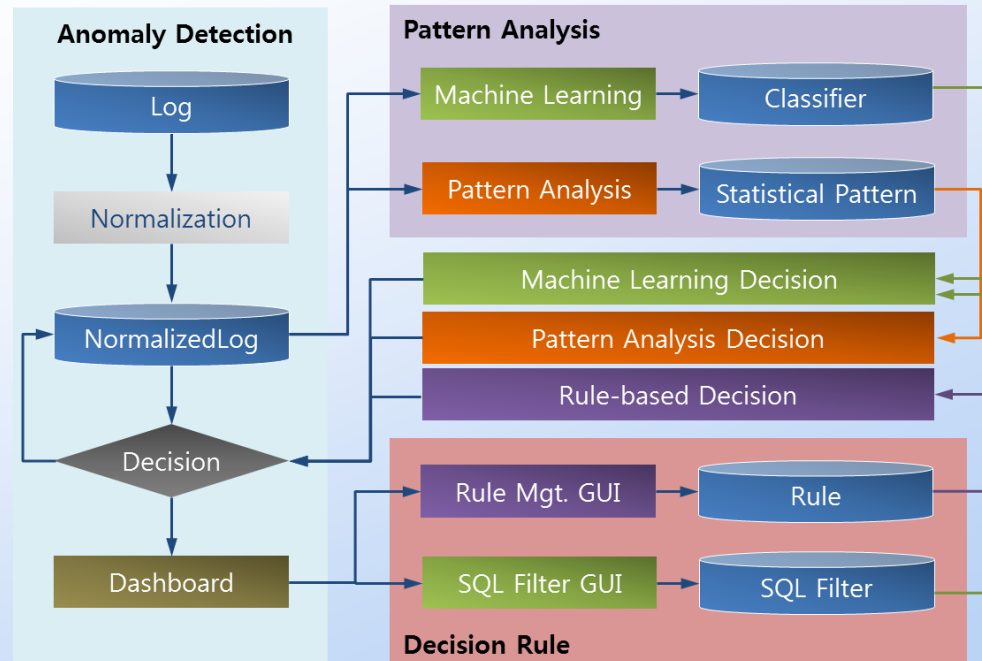 Anomaly Detection
Log
Normalization
NormalizedLog
Decision
Dashboard
Pattern Analysis
Machine Learning
Classifier
Pattern Analysis
Statistical Pattern
Machine Learning Decision
Pattern Analysis Decision
Rule-based Decision
Rule Mgt. GUI
Rule
SQL Filter GUI
SQL Filter
Decision Rule